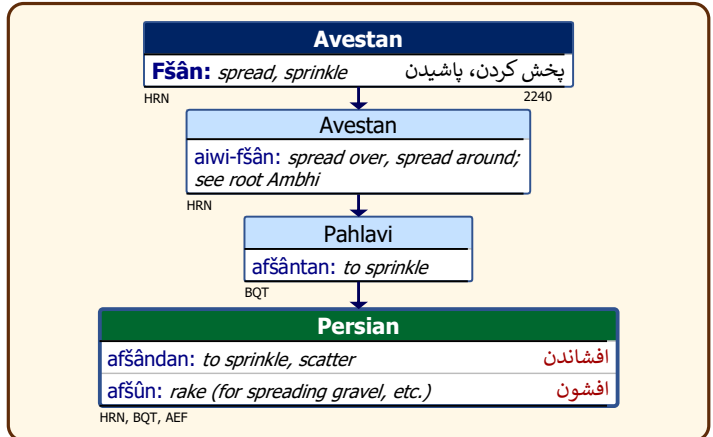 Avestan
Fšân: spread, sprinkle پخش کردن، پاشیدن
HRN 2240
Avestan
aiwi-fšân: spread over, spread around;
see root Ambhi
HRN
Pahlavi
afšântan: to sprinkle
BQT
Persian
afšândan: to sprinkle, scatter افشاندن
afšûn: rake (for spreading gravel, etc.) افشون
HRN, BQT, AEF